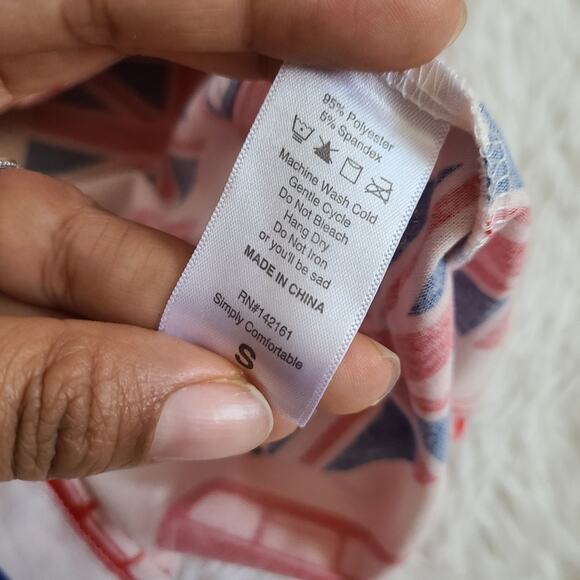 95% Polyester
5% Spandex
Machine Wash Cold
Gentle Cycle
Do Not Bleach
Hang Dry
Do Not Iron
or you'll be sad
MADE IN CHINA
RN#142161
Simply Comfortable
S